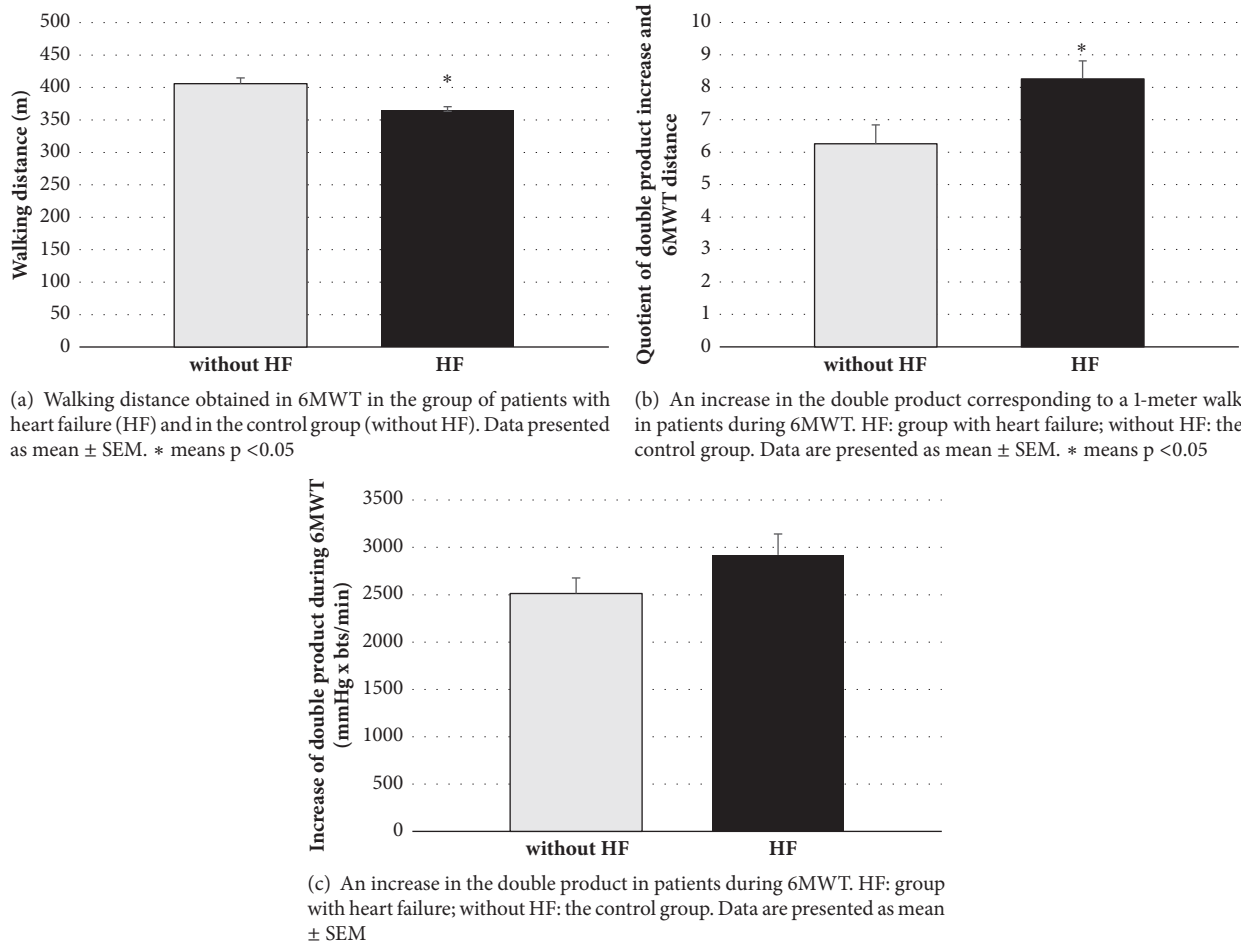 Walking distance (m)
500
450
400
350
300
250
200
150
100
50
0
*
without HF
HF
(a) Walking distance obtained in 6MWT in the group of patients with
heart failure (HF) and in the control group (without HF). Data presented
as mean ± SEM. * means p <0.05
Quotient of double product increase and
6MWT distance
10
9
8
7
6
5
4
3
2
1
0
*
without HF
HF
(b) An increase in the double product corresponding to a 1-meter walk
in patients during 6MWT. HF: group with heart failure; without HF: the
control group. Data are presented as mean ± SEM. * means p <0.05
Increase of double product during 6MWT
(mmHg x bts/min)
3500
3000
2500
2000
1500
1000
500
0
without HF
HF
(c) An increase in the double product in patients during 6MWT. HF: group
with heart failure; without HF: the control group. Data are presented as mean
± SEM